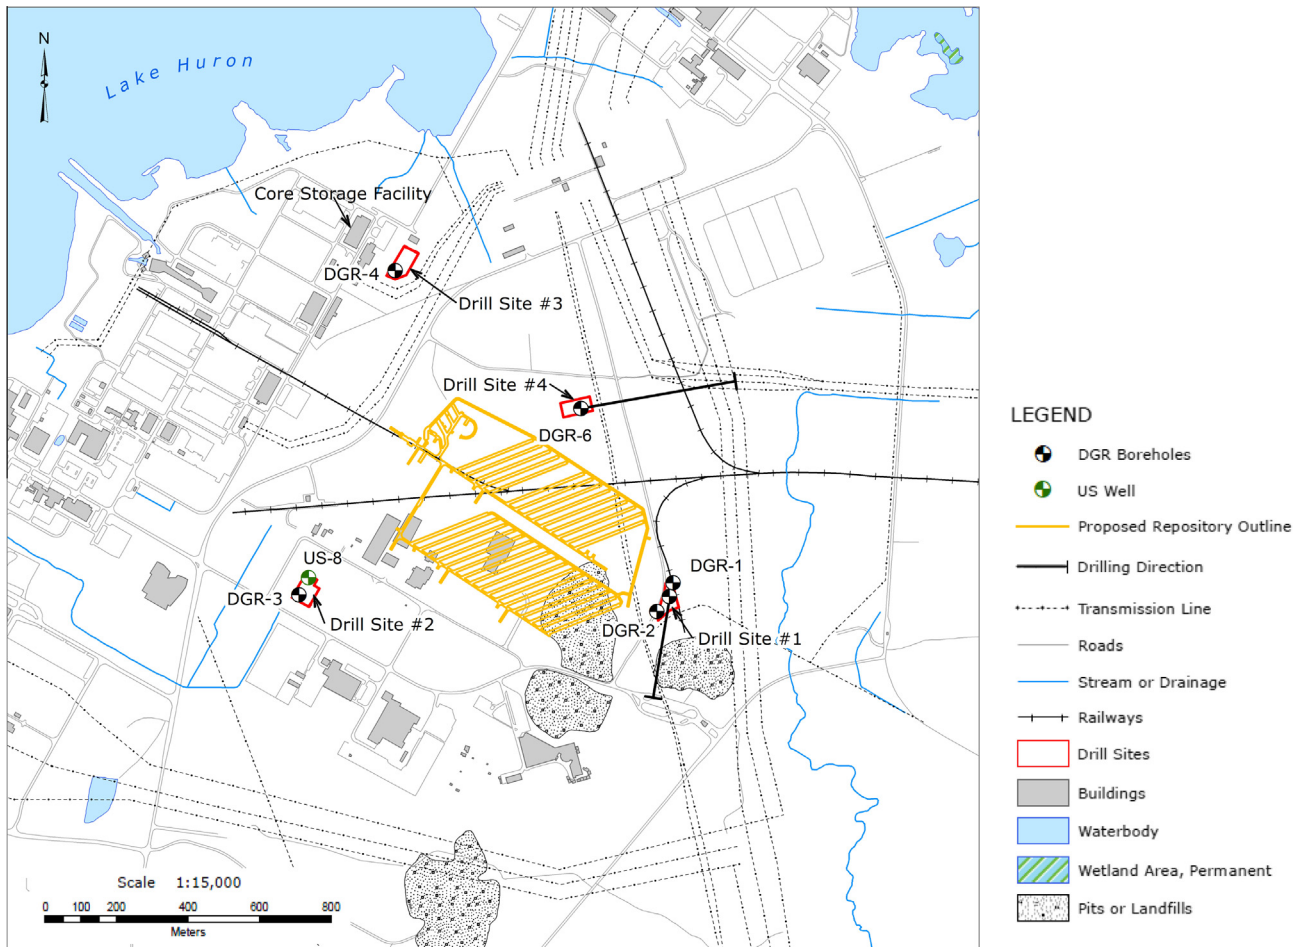 N
Lake Huron
Core Storage Facility
DGR-4
Drill Site #3
Drill Site #4
DGR-6
US-8
DGR-3
Drill Site #2
DGR-1
DGR-2
Drill Site #1
Scale 1:15,000
0 100 200 400 600 800
Meters
LEGEND
DGR Boreholes
US Well
Proposed Repository Outline
Drilling Direction
Transmission Line
Roads
Stream or Drainage
Railways
Drill Sites
Buildings
Waterbody
Wetland Area, Permanent
Pits or Landfills